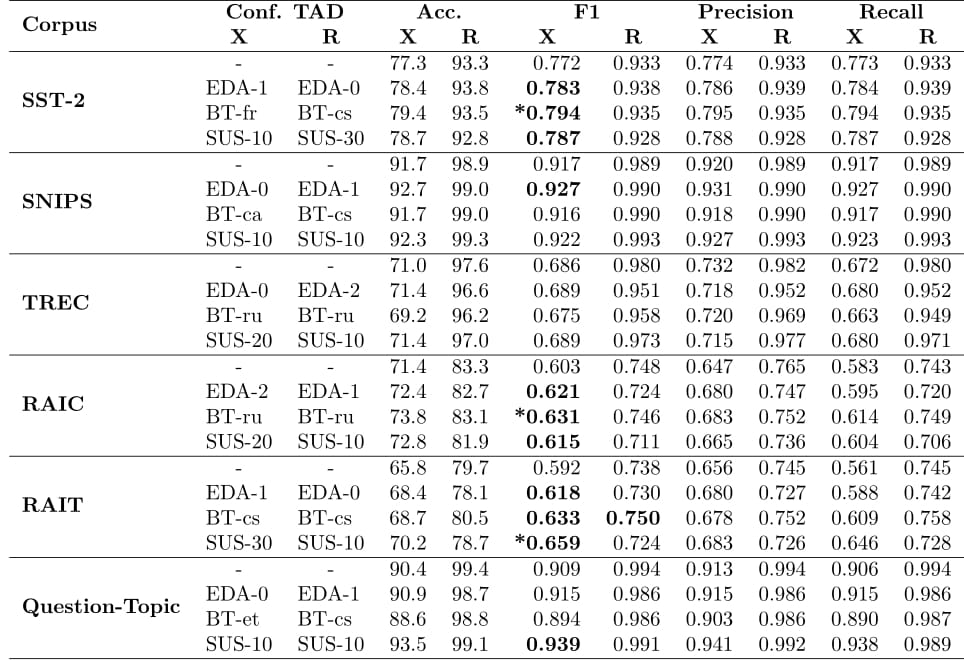 Corpus Conf. TAD Acc. F1 Precision Recall
X R X R X R X R X R
SST-2
- - 77.3 93.3 0.772 0.933 0.774 0.933 0.773 0.933
EDA-1 EDA-0 78.4 93.8 0.783 0.938 0.786 0.939 0.784 0.939
BT-fr BT-cs 79.4 93.5 *0.794 0.935 0.795 0.935 0.794 0.935
SUS-10 SUS-30 78.7 92.8 0.787 0.928 0.788 0.928 0.787 0.928
SNIPS
- - 91.7 98.9 0.917 0.989 0.920 0.989 0.917 0.989
EDA-0 EDA-1 92.7 99.0 0.927 0.990 0.931 0.990 0.927 0.990
BT-ca BT-cs 91.7 99.0 0.916 0.990 0.918 0.990 0.917 0.990
SUS-10 SUS-10 92.3 99.3 0.922 0.993 0.927 0.993 0.923 0.993
TREC
- - 71.0 97.6 0.686 0.980 0.732 0.982 0.672 0.980
EDA-0 EDA-2 71.4 96.6 0.689 0.951 0.718 0.952 0.680 0.952
BT-ru BT-ru 69.2 96.2 0.675 0.958 0.720 0.969 0.663 0.949
SUS-20 SUS-10 71.4 97.0 0.689 0.973 0.715 0.977 0.680 0.971
RAIC
- - 71.4 83.3 0.603 0.748 0.647 0.765 0.583 0.743
EDA-2 EDA-1 72.4 82.7 0.621 0.724 0.680 0.747 0.595 0.720
BT-ru BT-ru 73.8 83.1 *0.631 0.746 0.683 0.752 0.614 0.749
SUS-20 SUS-10 72.8 81.9 0.615 0.711 0.665 0.736 0.604 0.706
RAIT
- - 65.8 79.7 0.592 0.738 0.656 0.745 0.561 0.745
EDA-1 EDA-0 68.4 78.1 0.618 0.730 0.680 0.727 0.588 0.742
BT-cs BT-cs 68.7 80.5 0.633 0.750 0.678 0.752 0.609 0.758
SUS-30 SUS-10 70.2 78.7 *0.659 0.724 0.683 0.726 0.646 0.728
Question-Topic
- - 90.4 99.4 0.909 0.994 0.913 0.994 0.906 0.994
EDA-0 EDA-1 90.9 98.7 0.915 0.986 0.915 0.986 0.915 0.986
BT-et BT-cs 88.6 98.8 0.894 0.986 0.903 0.986 0.890 0.987
SUS-10 SUS-10 93.5 99.1 0.939 0.991 0.941 0.992 0.938 0.989